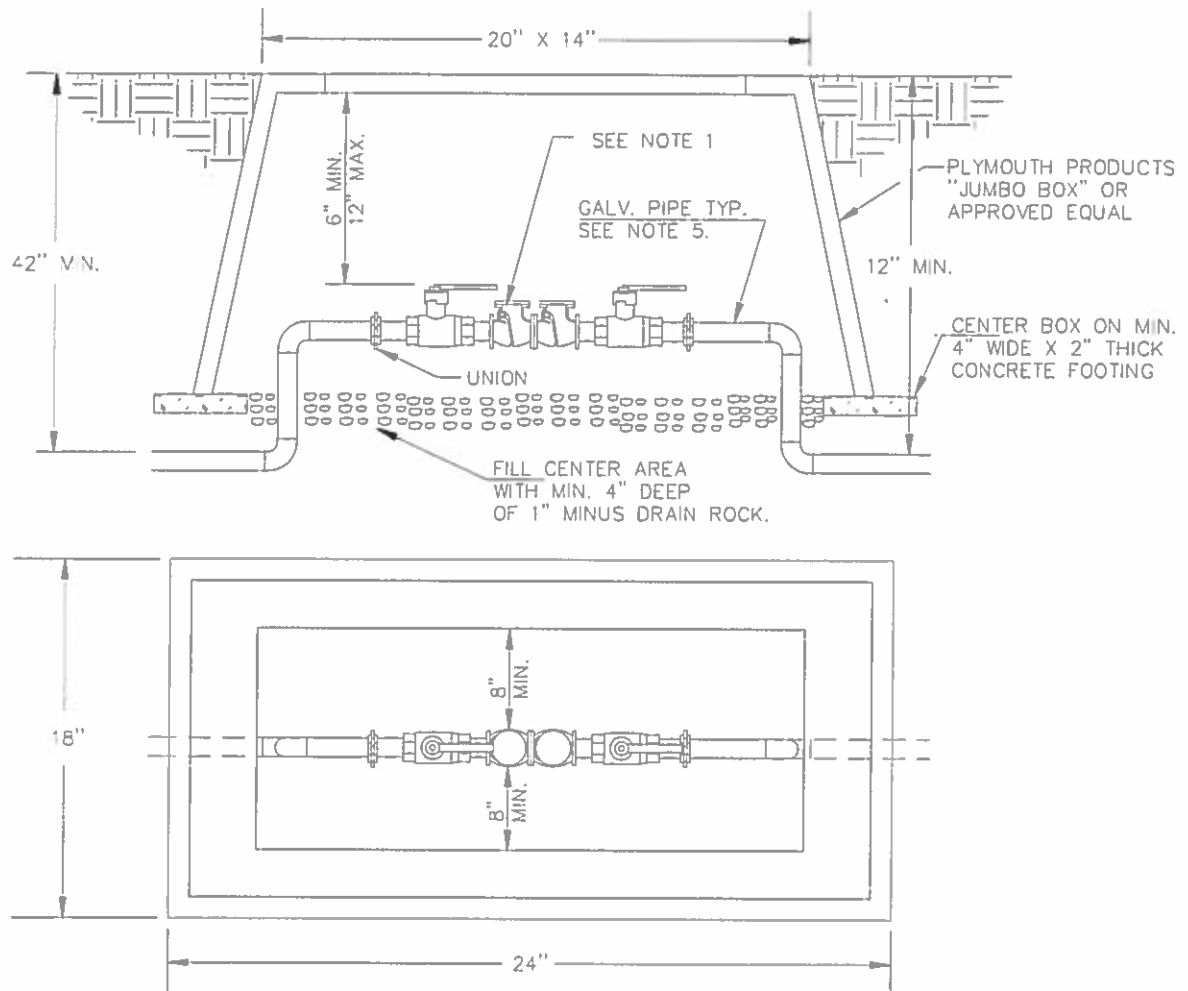 20" X 14"
SEE NOTE 1
6" MIN.
12" MAX.
GALV. PIPE TYP.
SEE NOTE 5.
PLYMOUTH PRODUCTS
"JUMBO BOX" OR
APPROVED EQUAL
42" MIN.
12" MIN.
CENTER BOX ON MIN.
4" WIDE X 2" THICK
CONCRETE FOOTING
UNION
FILL CENTER AREA
WITH MIN. 4" DEEP
OF 1" MINUS DRAIN ROCK.
8"
MIN.
18"
8"
MIN.
24"